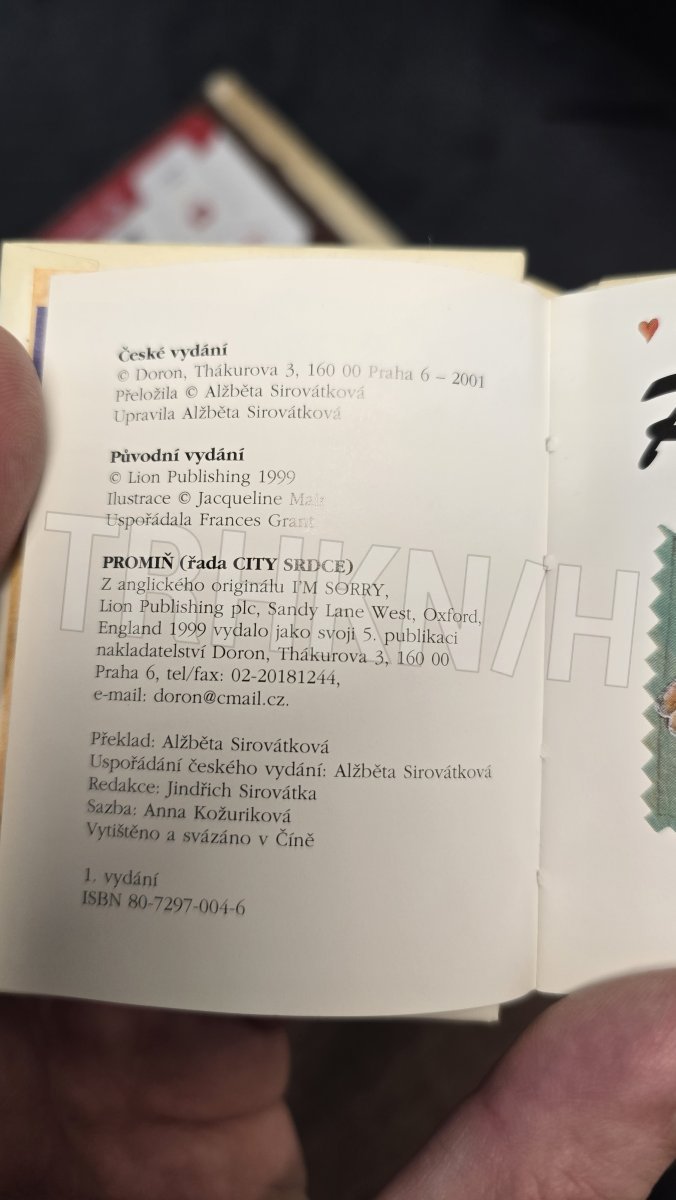 České vydání
© Doron, Thákurova 3, 160 00 Praha 6 – 2001
Přeložila © Alžběta Sirovátková
Upravila Alžběta Sirovátková
Původní vydání
© Lion Publishing 1999
Ilustrace © Jacqueline
Uspořádala Frances Grant
PROMIŇ (řada CITY SRDCE)
Z anglického originálu I'M SORRY,
Lion Publishing plc, Sandy Lane West, Oxford,
England 1999 vydalo jako svoji 5. publikaci
nakladatelství Doron, Thákurova 3, 160 00
Praha 6, tel/fax: 02-20181244,
e-mail: doron@cmail.cz.
Překlad: Alžběta Sirovátková
Uspořádání českého vydání: Alžběta Sirovátková
Redakce: Jindřich Sirovátka
Sazba: Anna Kožuriková
Vytištěno a svázáno v Číně
1. vydání
ISBN 80-7297-004-6
TRHKN/H